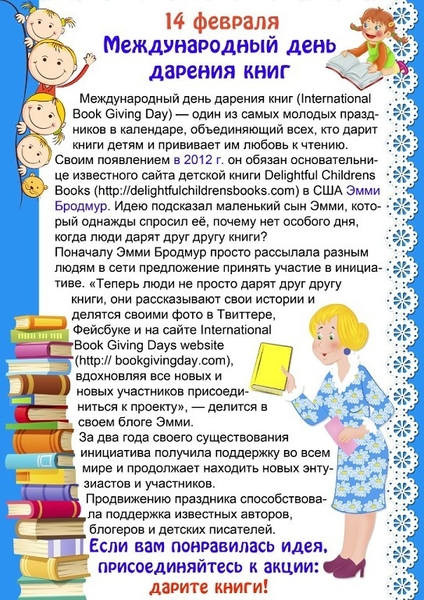 14 февраля
Международный день
дарения книг
Международный день дарения книг (International
Book Giving Day) — один из самых молодых празд-
ников в календаре, объединяющий всех, кто дарит
книги детям и прививает им любовь к чтению.
Своим появлением в 2012 г. он обязан основательни-
це известного сайта детской книги Delightful Childrens
Books (http://delightfulchildrensbooks.com) в США Эмми
Бродмур. Идею подсказал маленький сын Эмми, кото-
рый однажды спросил её, почему нет особого дня,
когда люди дарят друг другу книги?
Поначалу Эмми Бродмур просто рассылала разным
людям в сети предложение принять участие в инициа-
тиве. «Теперь люди не просто дарят друг другу
книги, они рассказывают свои истории и
делятся своими фото в Твиттере,
Фейсбуке и на сайте International
Book Giving Days website
(http:// bookgivingday.com),
вдохновляя все новых и
новых участников присоеди-
ниться к проекту», — делится в
своем блоге Эмми.
За два года своего существования
инициатива получила поддержку во всем
мире и продолжает находить новых энту-
зиастов и участников.
Продвижению праздника способствова-
ла поддержка известных авторов,
блогеров и детских писателей.
Если вам понравилась идея,
присоединяйтесь к акции:
дарите книги!